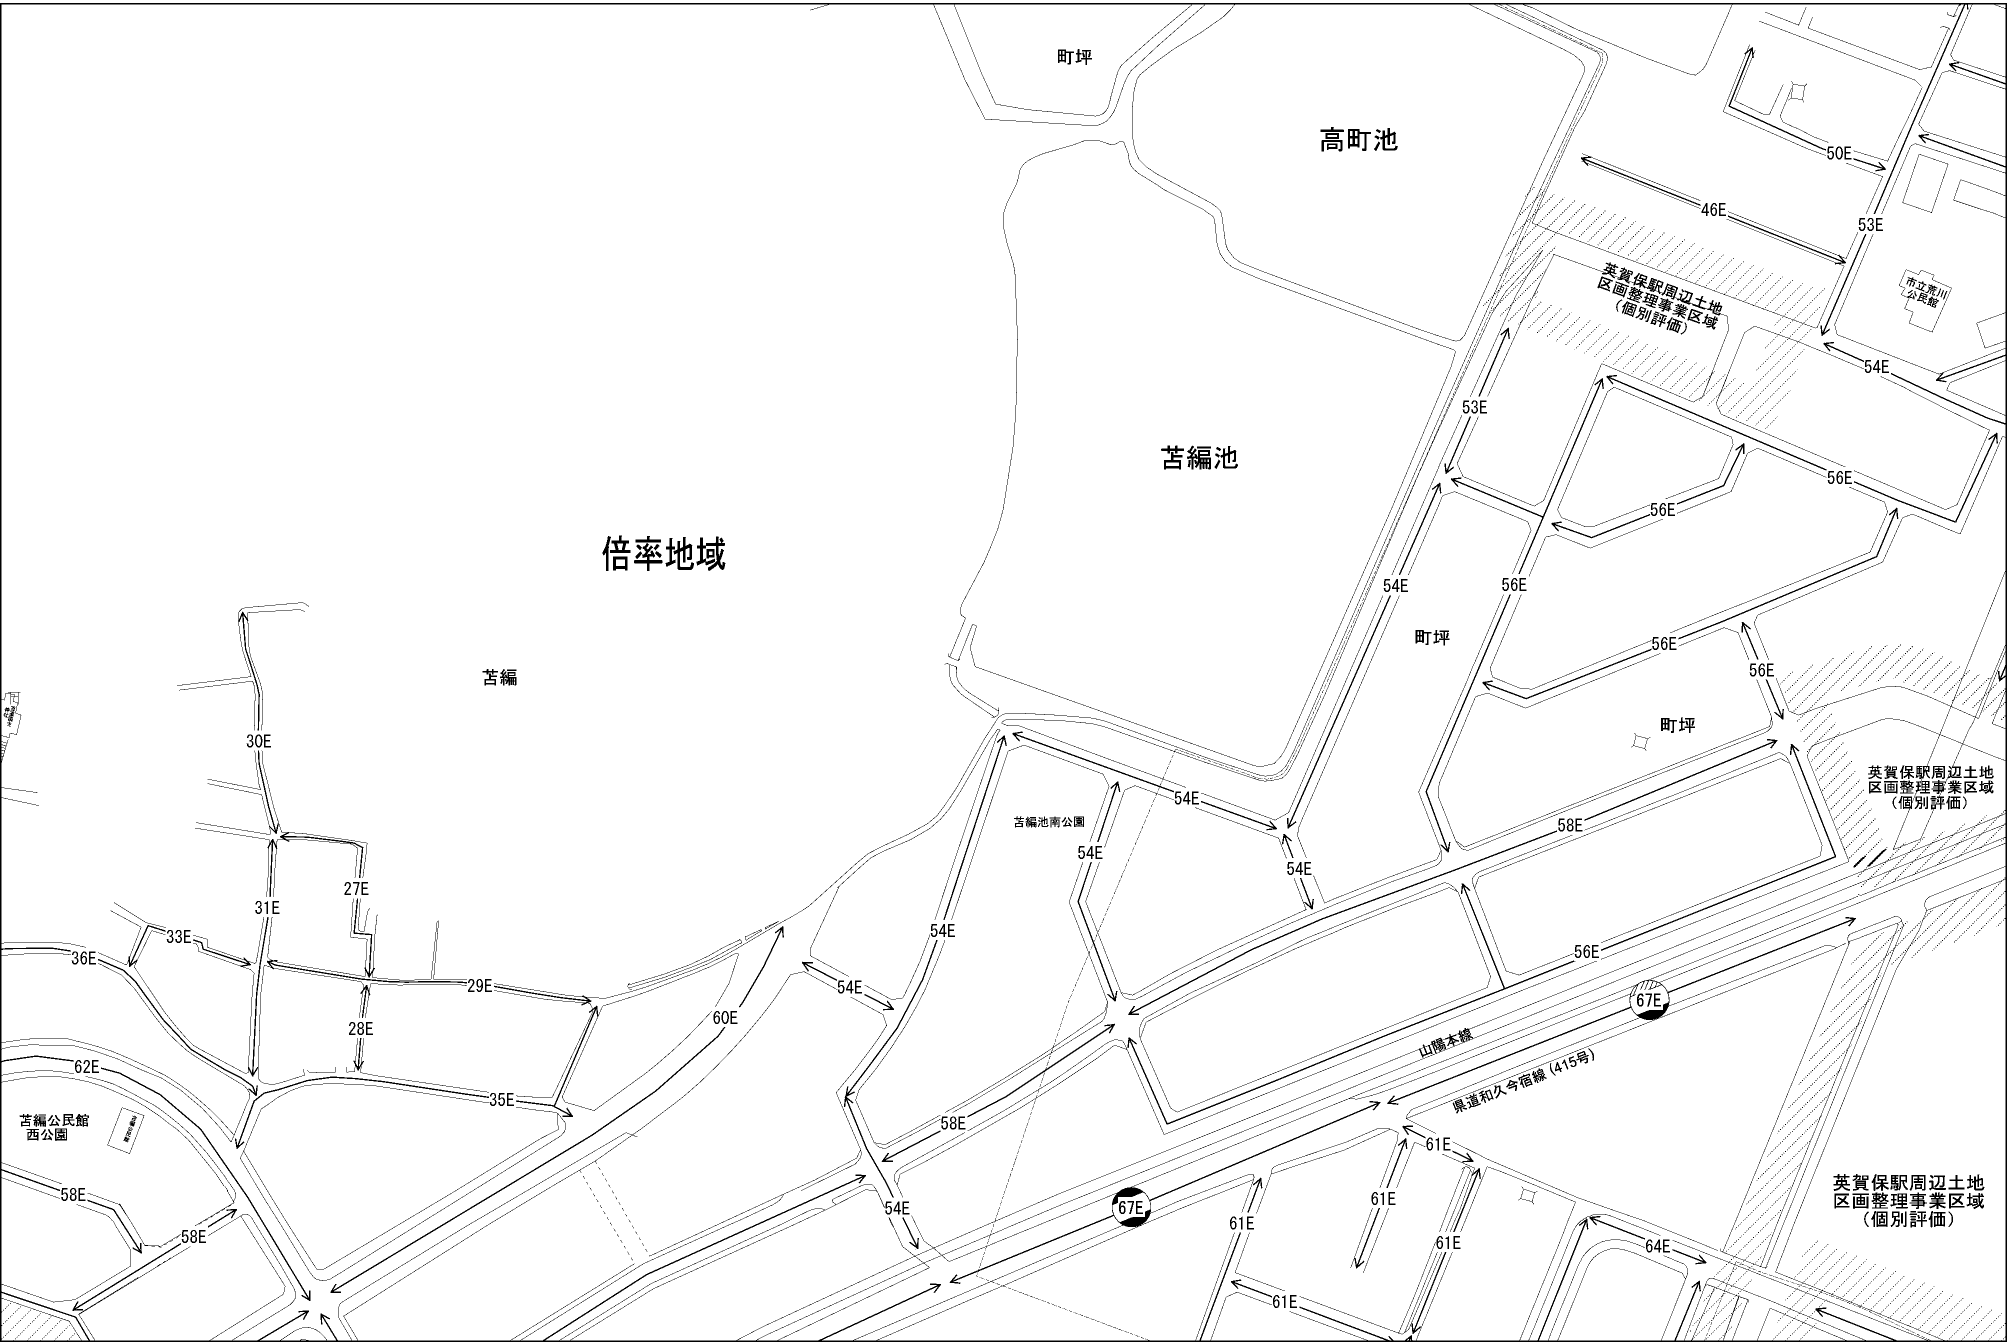 町坪
高町池
50E
46E
53E
英賀保駅周辺土地
区画整理事業区域
(個別評価)
市立荒川
公民館
54E
53E
苫編池
56E
56E
倍率地域
54E
56E
町坪
56E
苫編
56E
町坪
30E
英賀保駅周辺土地
区画整理事業区域
(個別評価)
54E
苫編池南公園
58E
54E
54E
27E
31E
33E
54E
36E
56E
29E
54E
67E
60E
28E
山陽本線
62E
県道和久今宿線(415号)
35E
苫編公民館
西公園
58E
61E
英賀保駅周辺土地
区画整理事業区域
(個別評価)
58E
61E
67E
54E
61E
58E
61E
64E
61E